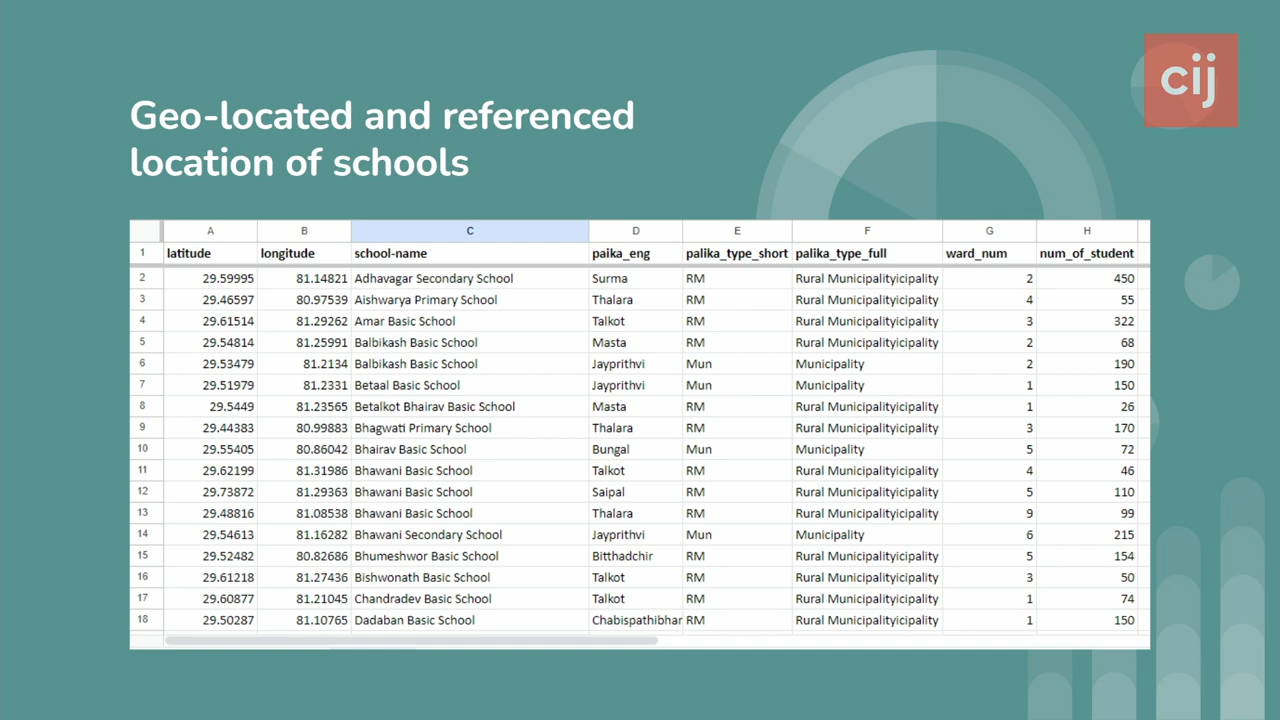 cij
Geo-located and referenced
location of schools
A B C D E F G H
1 latitude longitude school-name paika_eng palika_type_short palika_type_full ward_num num_of_student
2 29.59995 81.14821 Adhavagar Secondary School Surma RM Rural Municipalityicipality 2 450
3 29.46597 80.97539 Aishwarya Primary School Thalara RM Rural Municipalityicipality 4 55
4 29.61514 81.29262 Amar Basic School Talkot RM Rural Municipalityicipality 3 322
5 29.54814 81.25991 Balbikash Basic School Masta RM Rural Municipalityicipality 2 68
6 29.53479 81.2134 Balbikash Basic School Jayprithvi Mun Municipality 2 190
7 29.51979 81.2331 Betaal Basic School Jayprithvi Mun Municipality 1 150
8 29.5449 81.23565 Betalkot Bhairav Basic School Masta RM Rural Municipalityicipality 1 26
9 29.44383 80.99883 Bhagwati Primary School Thalara RM Rural Municipalityicipality 3 170
10 29.55405 80.86042 Bhairav Basic School Bungal Mun Municipality 5 72
11 29.62199 81.31986 Bhawani Basic School Talkot RM Rural Municipalityicipality 4 46
12 29.73872 81.29363 Bhawani Basic School Saipal RM Rural Municipalityicipality 5 110
13 29.48816 81.08538 Bhawani Basic School Thalara RM Rural Municipalityicipality 9 99
14 29.54613 81.16282 Bhawani Secondary School Jayprithvi Mun Municipality 6 215
15 29.52482 80.82686 Bhumeshwor Basic School Bitthadchir RM Rural Municipalityicipality 5 154
16 29.61218 81.27436 Bishwonath Basic School Talkot RM Rural Municipalityicipality 3 50
17 29.60877 81.21045 Chandradev Basic School Talkot RM Rural Municipalityicipality 1 74
18 29.50287 81.10765 Dadaban Basic School Chabispathibhar RM Rural Municipalityicipality 1 150